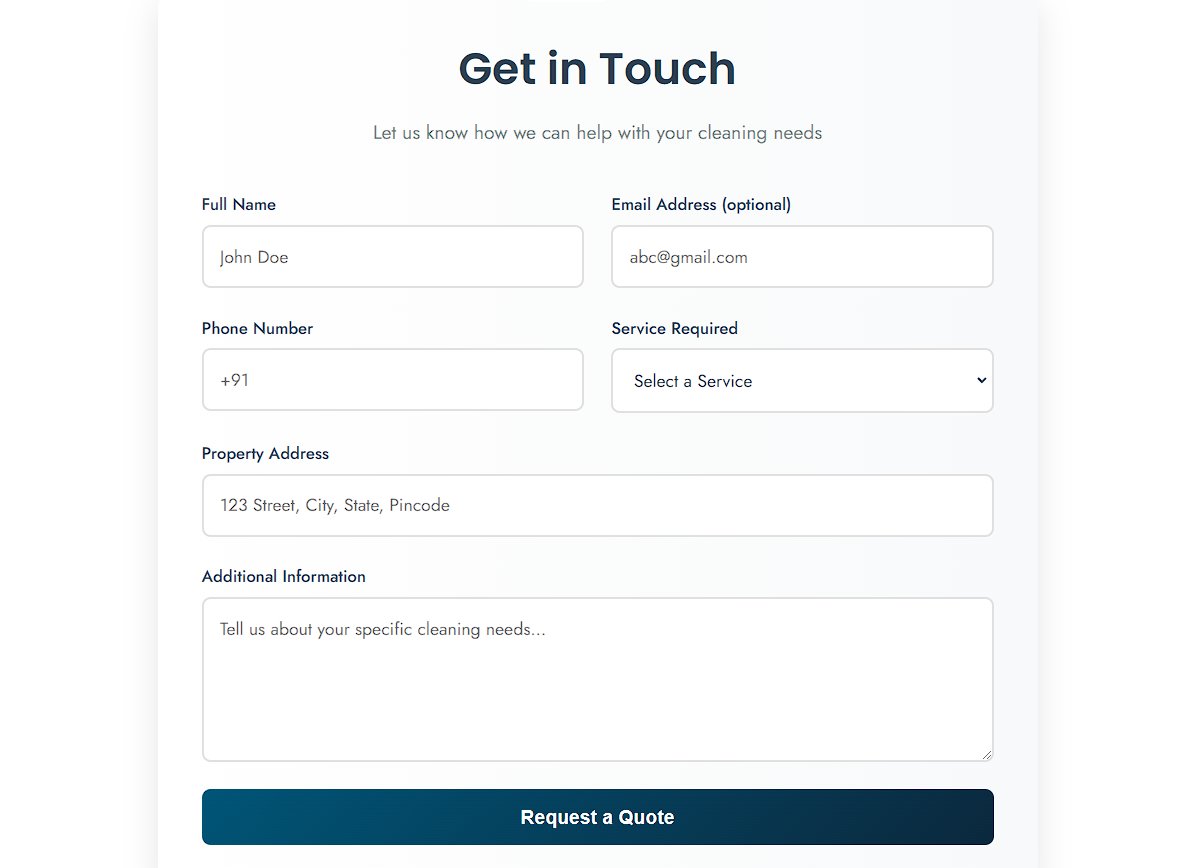 Get in Touch
Let us know how we can help with your cleaning needs
Full Name
Email Address (optional)
John Doe
abc@gmail.com
Phone Number
Service Required
+91
Select a Service
Property Address
123 Street, City, State, Pincode
Additional Information
Tell us about your specific cleaning needs...
Request a Quote